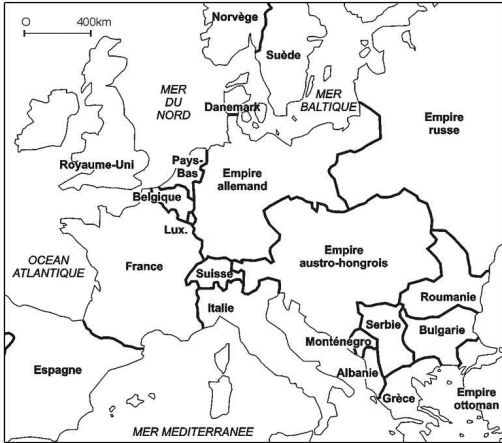 O 400km
Norvège
Suède
MER
DU
NORD
MER
BALTIQUE
Danemark
Empire
russe
Royaume-Uni
Pays-
Bas
Empire
allemand
Belgique
Lux.
OCEAN
ATLANTIQUE
France
Empire
austro-hongrois
Suisse
Roumanie
Italie
Serbie
Bulgarie
Monténégro
Albanie
Espagne
Grèce
Empire
ottoman
MER MEDITERRANEE